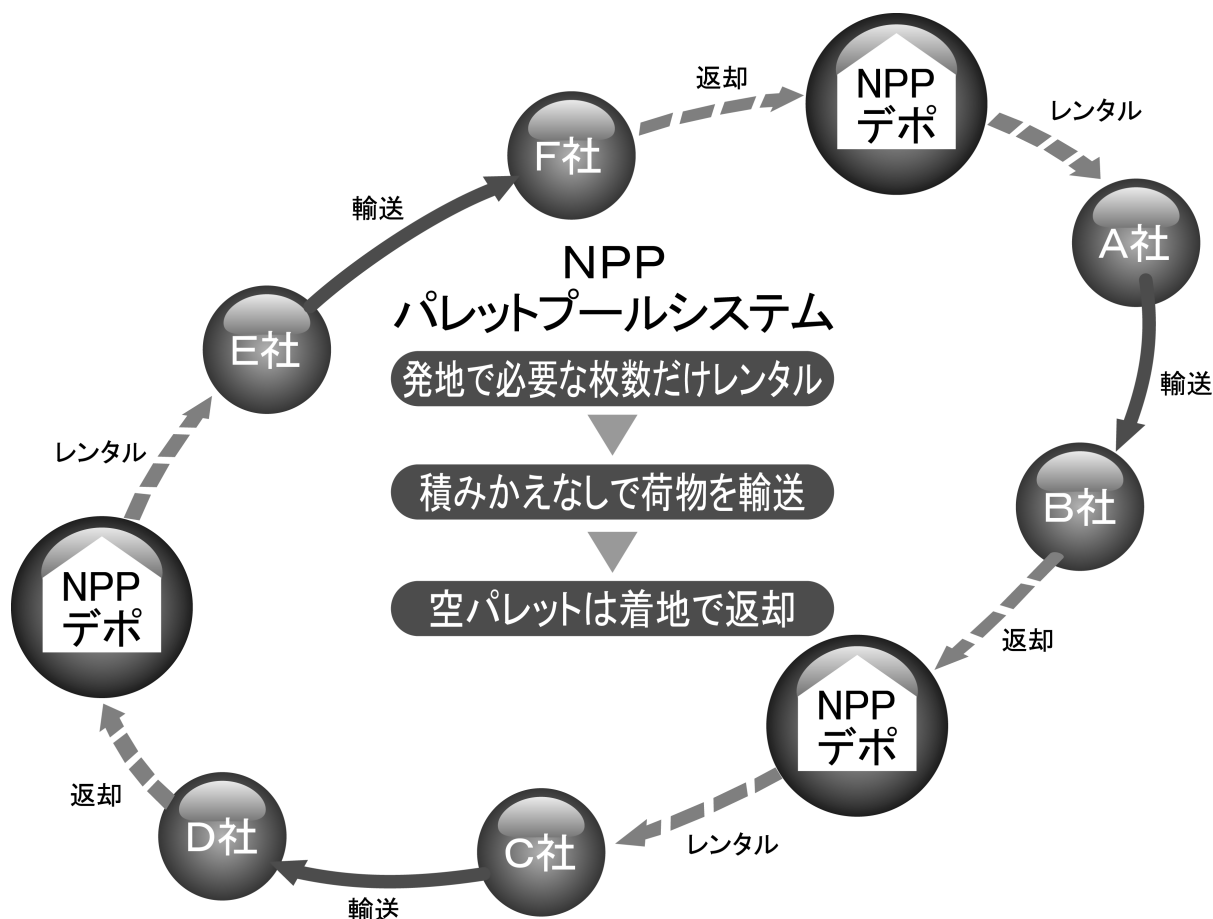 返却
NPP
デポ
レンタル
F社
A社
輸送
NPP
パレットプールシステム
E社
発地で必要な枚数だけレンタル
輸送
レンタル
積みかえなしで荷物を輸送
B社
NPP
デポ
空パレットは着地で返却
返却
NPP
デポ
返却
D社
C社
レンタル
輸送